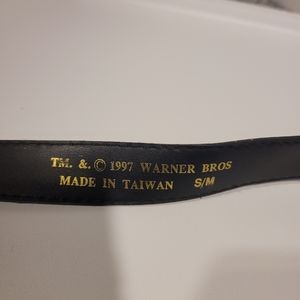 TM. &. © 1997 WARNER BROS
MADE IN TAIWAN S/M